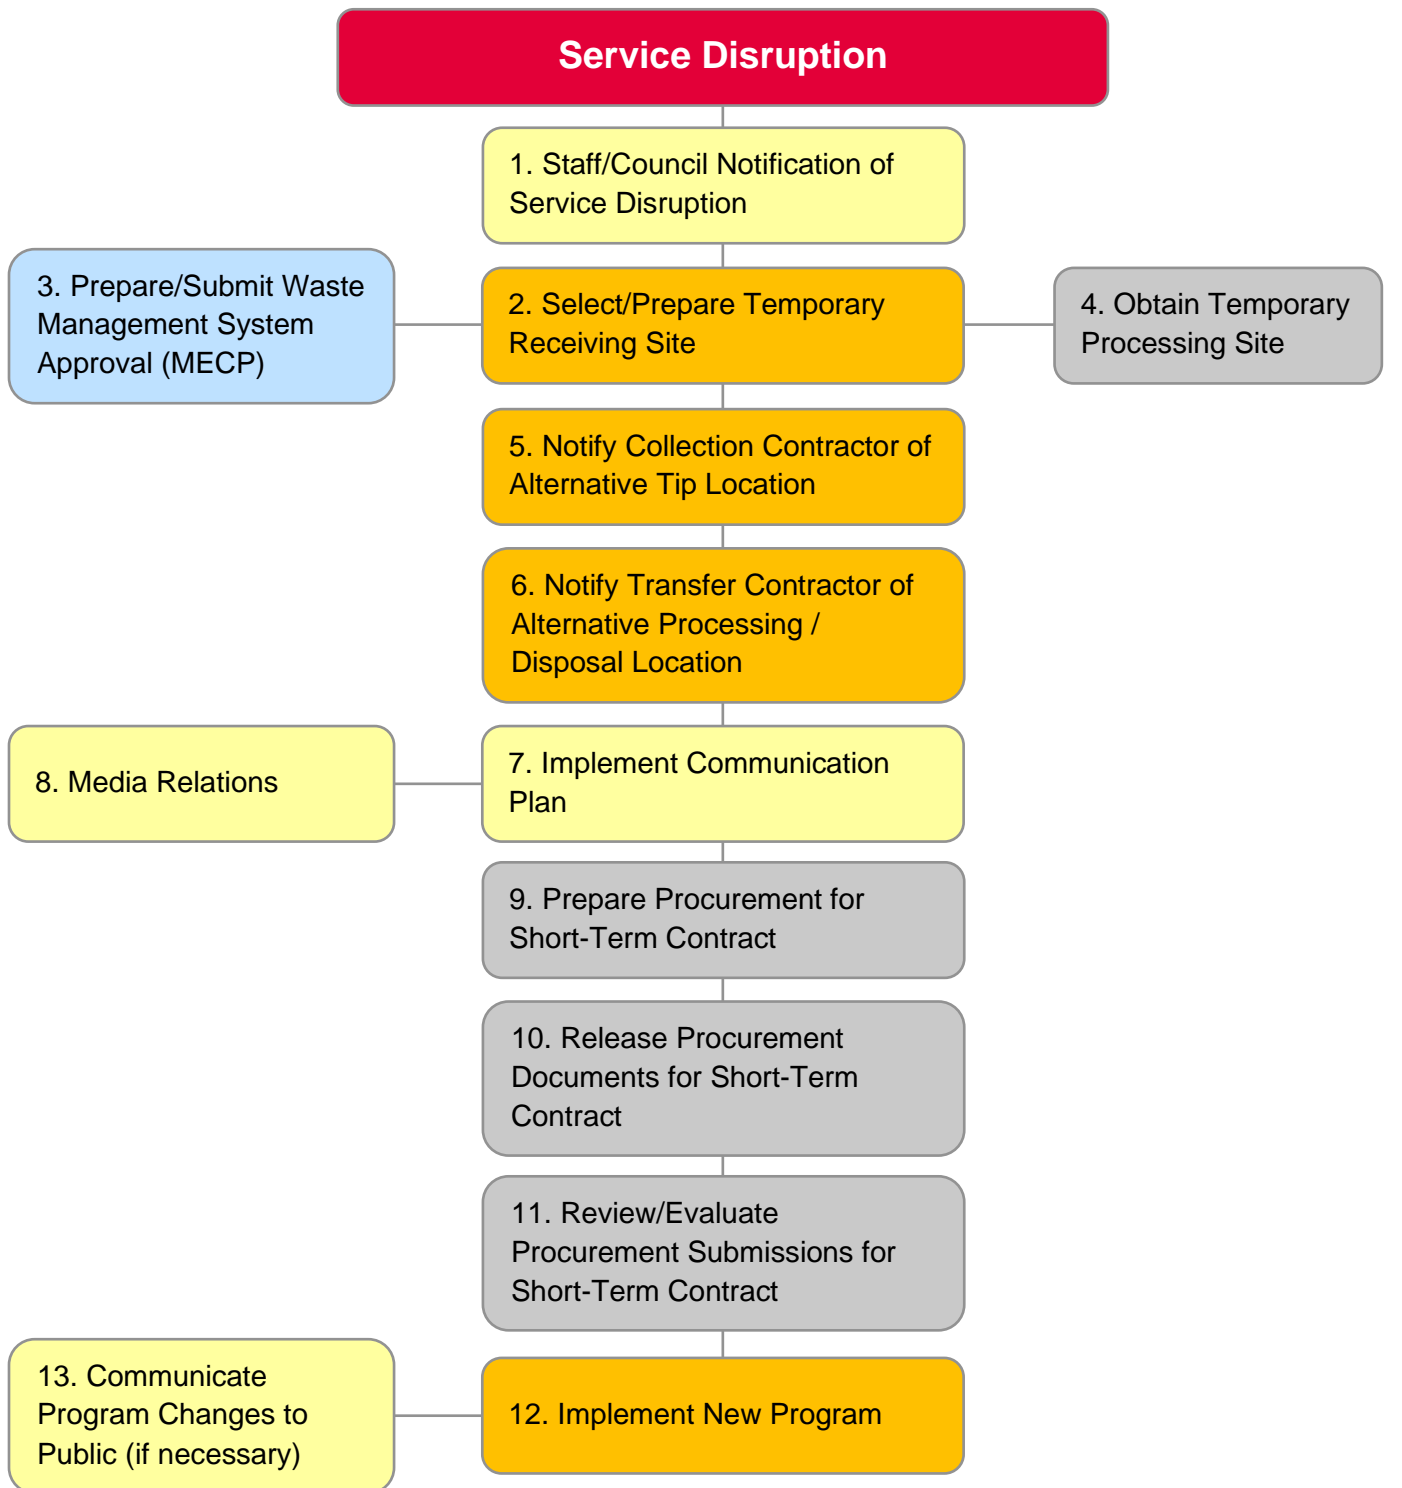 Service Disruption
1. Staff/Council Notification of
Service Disruption
3. Prepare/Submit Waste
Management System
Approval (MECP)
2. Select/Prepare Temporary
Receiving Site
4. Obtain Temporary
Processing Site
5. Notify Collection Contractor of
Alternative Tip Location
6. Notify Transfer Contractor of
Alternative Processing /
Disposal Location
8. Media Relations
7. Implement Communication
Plan
9. Prepare Procurement for
Short-Term Contract
10. Release Procurement
Documents for Short-Term
Contract
11. Review/Evaluate
Procurement Submissions for
Short-Term Contract
13. Communicate
Program Changes to
Public (if necessary)
12. Implement New Program